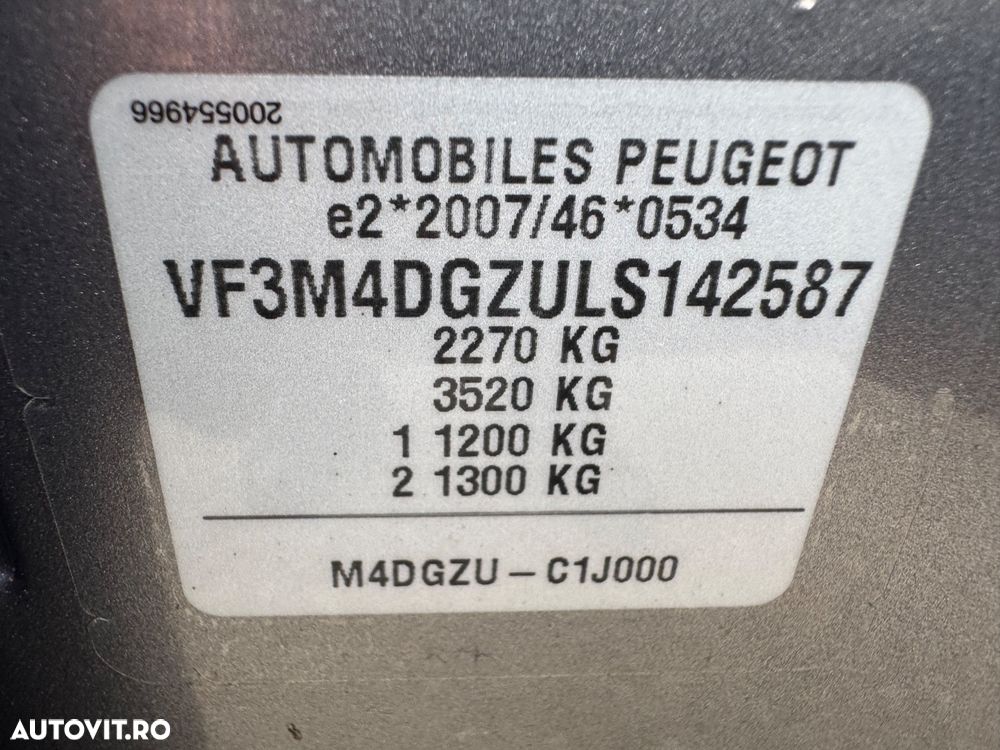 200554966
AUTOMOBILES PEUGEOT
e2*2007/46*0534
VF3M4DGZULS142587
2270 KG
3520 KG
1 1200 KG
2 1300 KG
M4DGZU – C1J000
AUTOVIT.RO